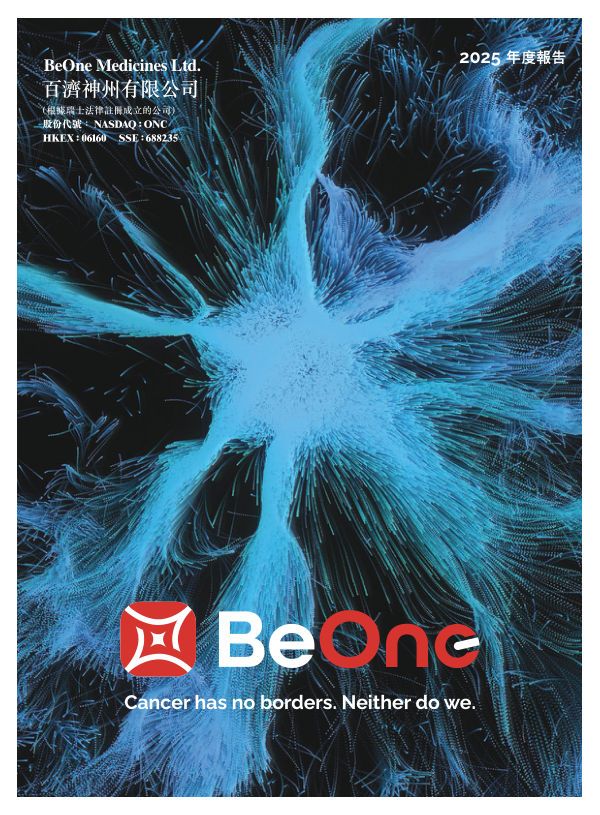 BeOne Medicines Ltd.
百濟神州有限公司
(根據瑞士法律註冊成立的公司)
股份代號： NASDAQ：ONC
HKEX：06160 SSE：688235
2025 年度報告
BeOne
Cancer has no borders. Neither do we.